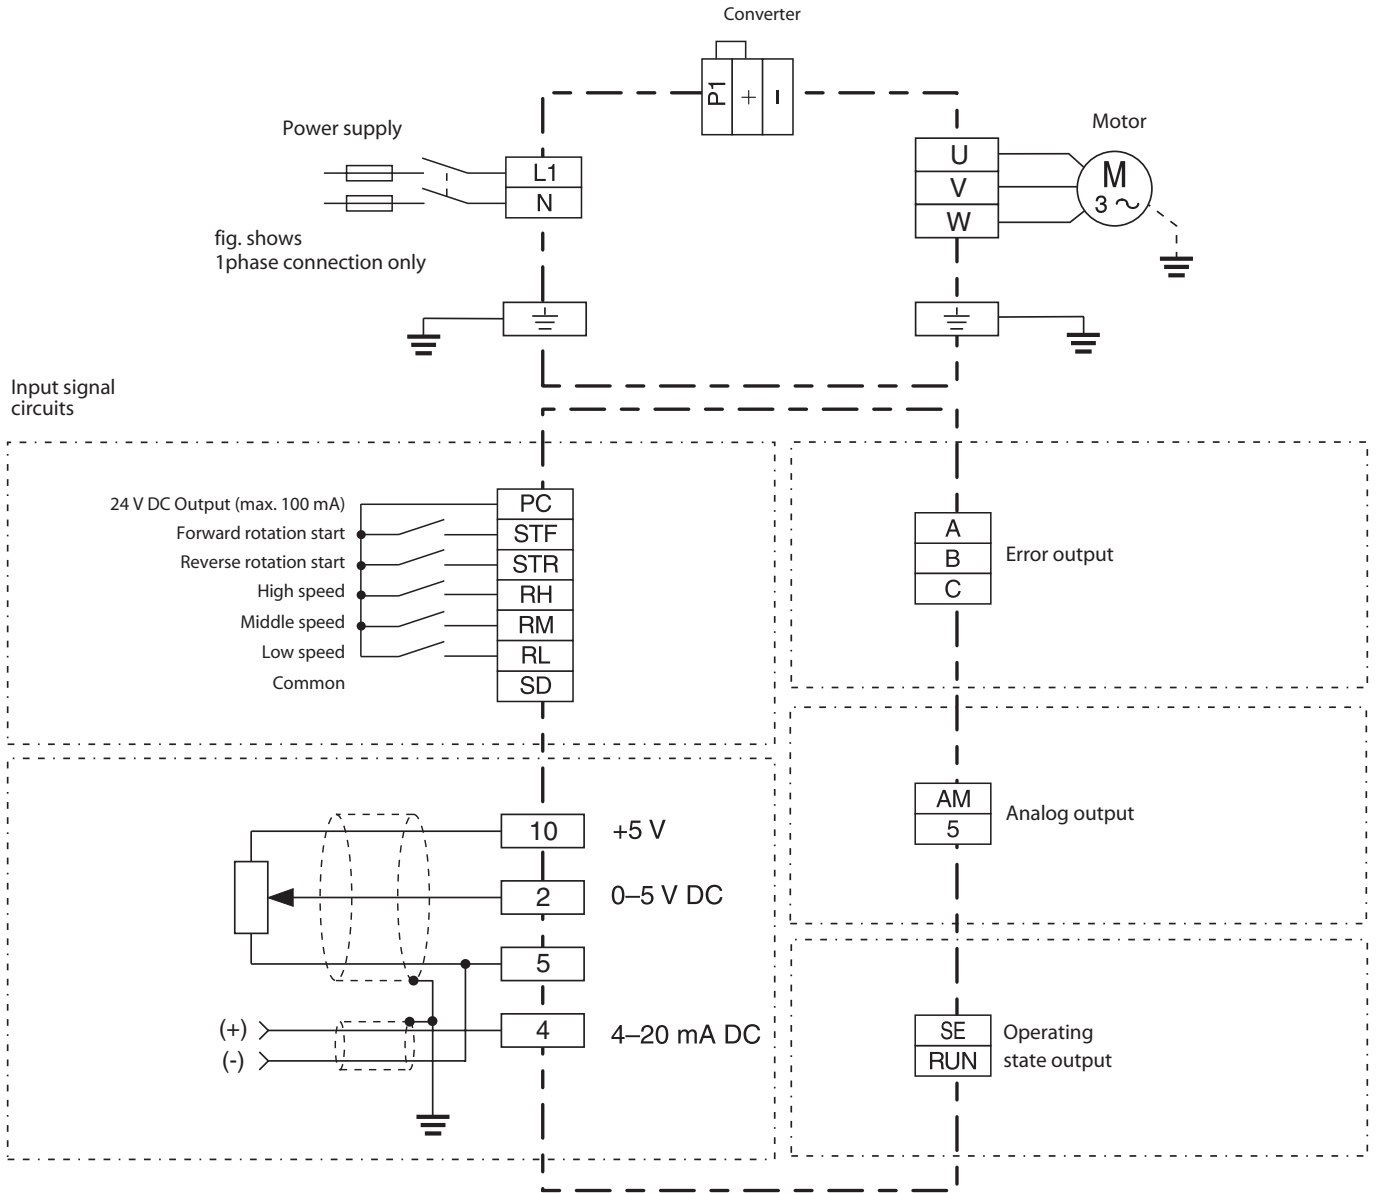 Converter
P1 + −
Power supply
L1
N
fig. shows
1phase connection only
Motor
U
V
W
M
3 ~
Input signal
circuits
24 V DC Output (max. 100 mA) PC
Forward rotation start STF
Reverse rotation start STR
High speed RH
Middle speed RM
Low speed RL
Common SD
A
B Error output
C
10 +5 V
2 0–5 V DC
5
(+) 4 4–20 mA DC
(-)
AM
5
Analog output
SE
RUN
Operating
state output